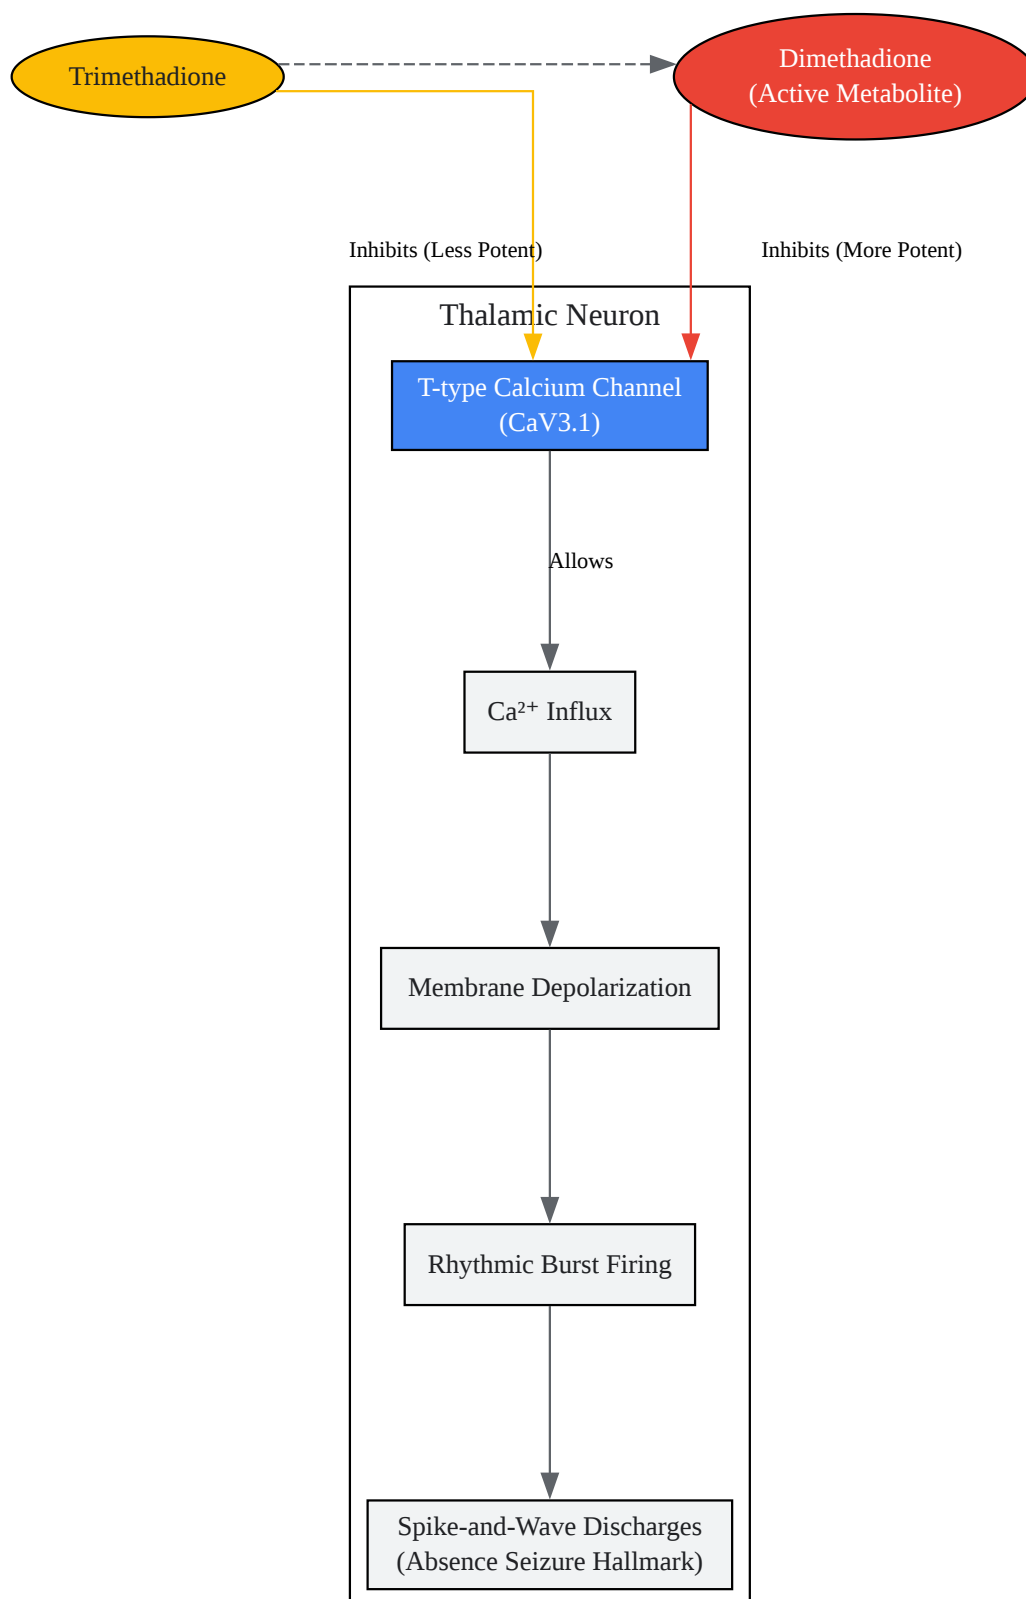 Trimethadione
Dimethadione
(Active Metabolite)
Inhibits (Less Potent)
Inhibits (More Potent)
Thalamic Neuron
T-type Calcium Channel
(CaV3.1)
Allows
Ca²⁺ Influx
Membrane Depolarization
Rhythmic Burst Firing
Spike-and-Wave Discharges
(Absence Seizure Hallmark)